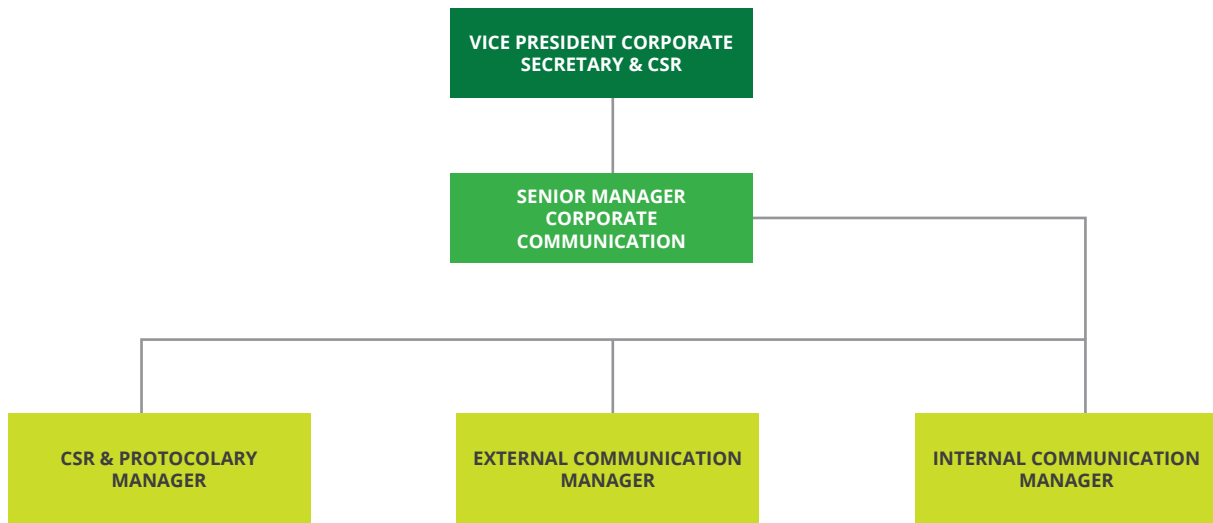 VICE PRESIDENT CORPORATE
SECRETARY & CSR
SENIOR MANAGER
CORPORATE
COMMUNICATION
CSR & PROTOCOLARY
MANAGER
EXTERNAL COMMUNICATION
MANAGER
INTERNAL COMMUNICATION
MANAGER